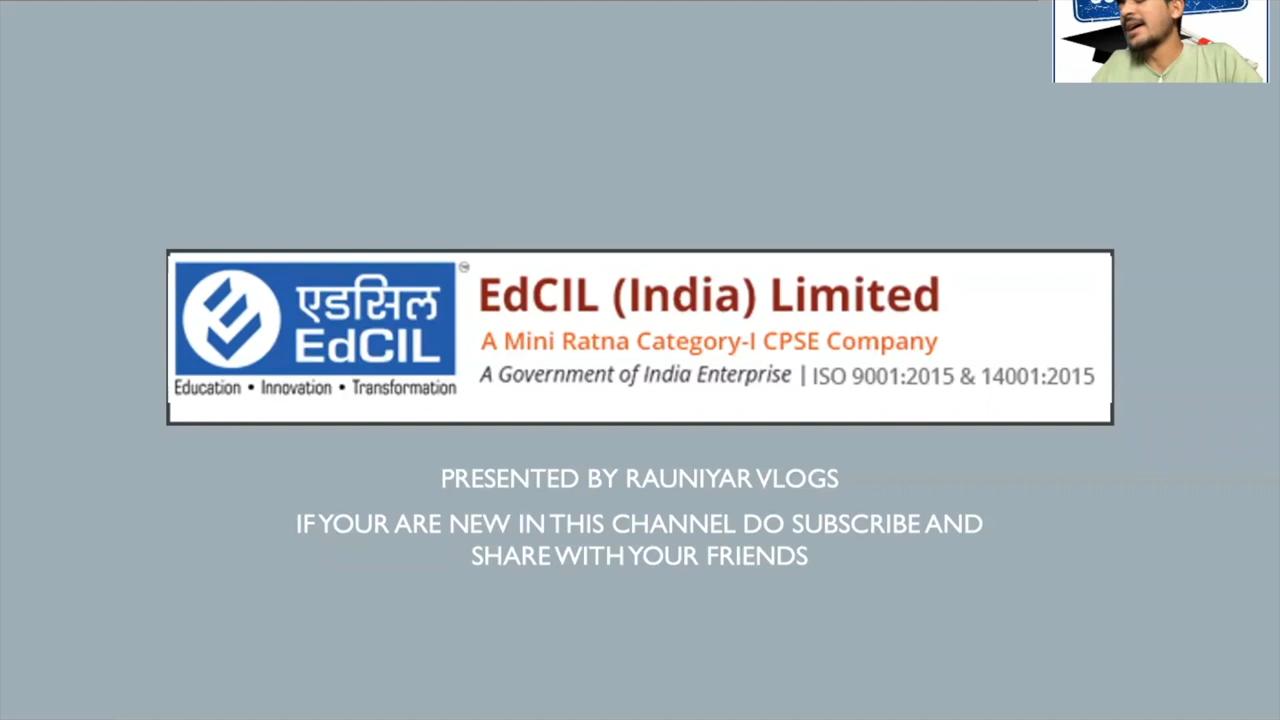 एडसिल
EdCIL
Education • Innovation • Transformation
EdCIL (India) Limited
A Mini Ratna Category-I CPSE Company
A Government of India Enterprise | ISO 9001:2015 & 14001:2015
PRESENTED BY RAUNIYAR VLOGS
IF YOUR ARE NEW IN THIS CHANNEL DO SUBSCRIBE AND
SHARE WITH YOUR FRIENDS